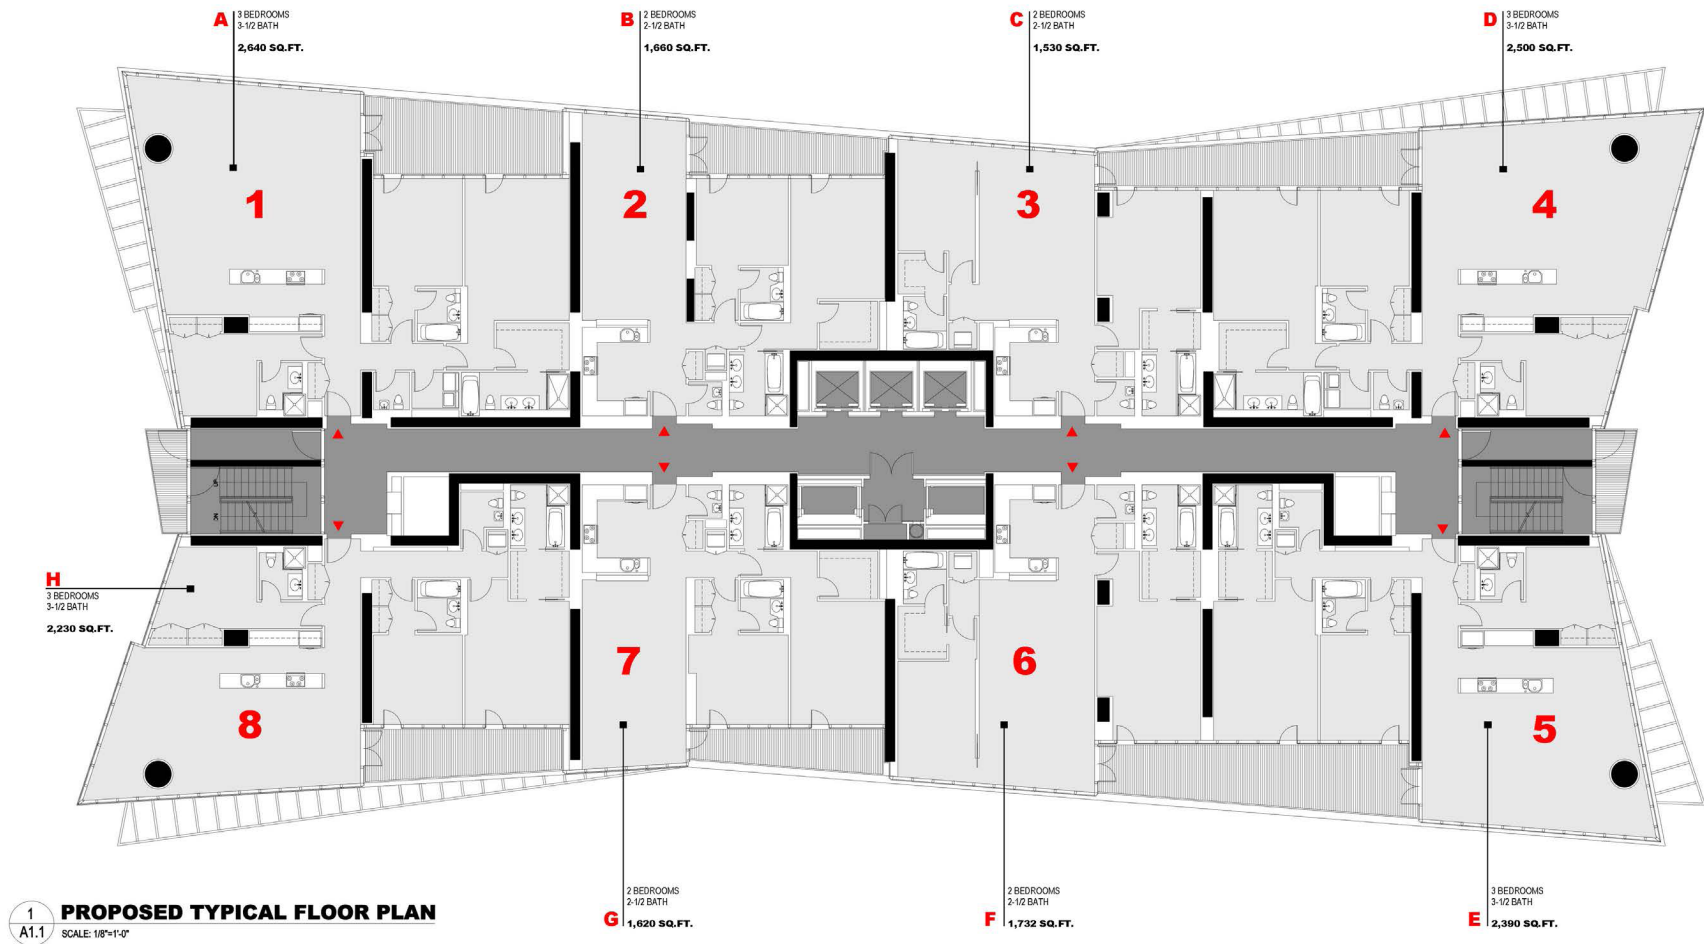 A
3 BEDROOMS
3-1/2 BATH
2,640 SQ.FT.
B
2 BEDROOMS
2-1/2 BATH
1,660 SQ.FT.
C
2 BEDROOMS
2-1/2 BATH
1,530 SQ.FT.
D
3 BEDROOMS
3-1/2 BATH
2,500 SQ.FT.
1
2
3
4
H
3 BEDROOMS
3-1/2 BATH
2,230 SQ.FT.
8
7
6
5
G
2 BEDROOMS
2-1/2 BATH
1,620 SQ.FT.
F
2 BEDROOMS
2-1/2 BATH
1,732 SQ.FT.
E
3 BEDROOMS
3-1/2 BATH
2,390 SQ.FT.
1
A1.1
PROPOSED TYPICAL FLOOR PLAN
SCALE: 1/8"=1'-0"